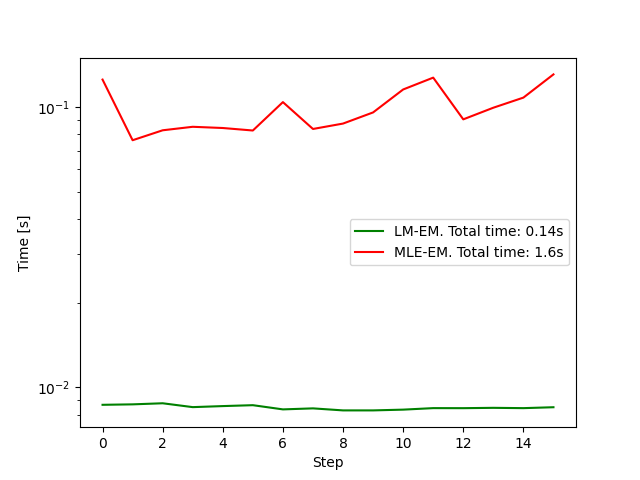 10⁻¹
10⁻²
Time [s]
LM-EM. Total time: 0.14s
MLE-EM. Total time: 1.6s
0 2 4 6 8 10 12 14
Step